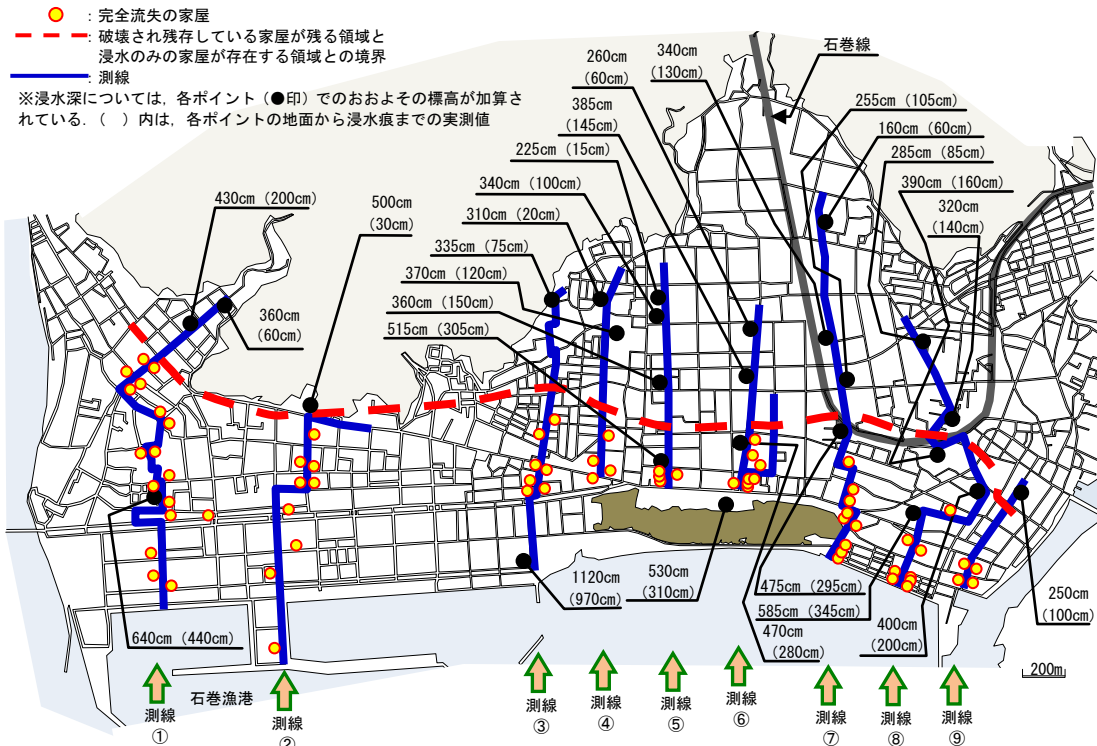 ：完全流失の家屋
：破壊され残存している家屋が残る領域と
浸水のみの家屋が存在する領域との境界
：測線
※浸水深については，各ポイント（●印）でのおおよその標高が加算さ
れている．（　）内は，各ポイントの地面から浸水痕までの実測値
石巻線
340cm
（130cm）
260cm
（60cm）
385cm
（145cm）
225cm（15cm）
340cm（100cm）
310cm（20cm）
335cm（75cm）
370cm（120cm）
360cm（150cm）
515cm（305cm）
255cm（105cm）
160cm（60cm）
285cm（85cm）
390cm（160cm）
320cm
（140cm）
430cm（200cm）
500cm
（30cm）
360cm
（60cm）
640cm（440cm）
1120cm
（970cm）
530cm
（310cm）
475cm（295cm）
585cm（345cm）
470cm
（280cm）
400cm
（200cm）
250cm
（100cm）
200m
石巻漁港
測線
①
測線
②
測線
③
測線
④
測線
⑤
測線
⑥
測線
⑦
測線
⑧
測線
⑨